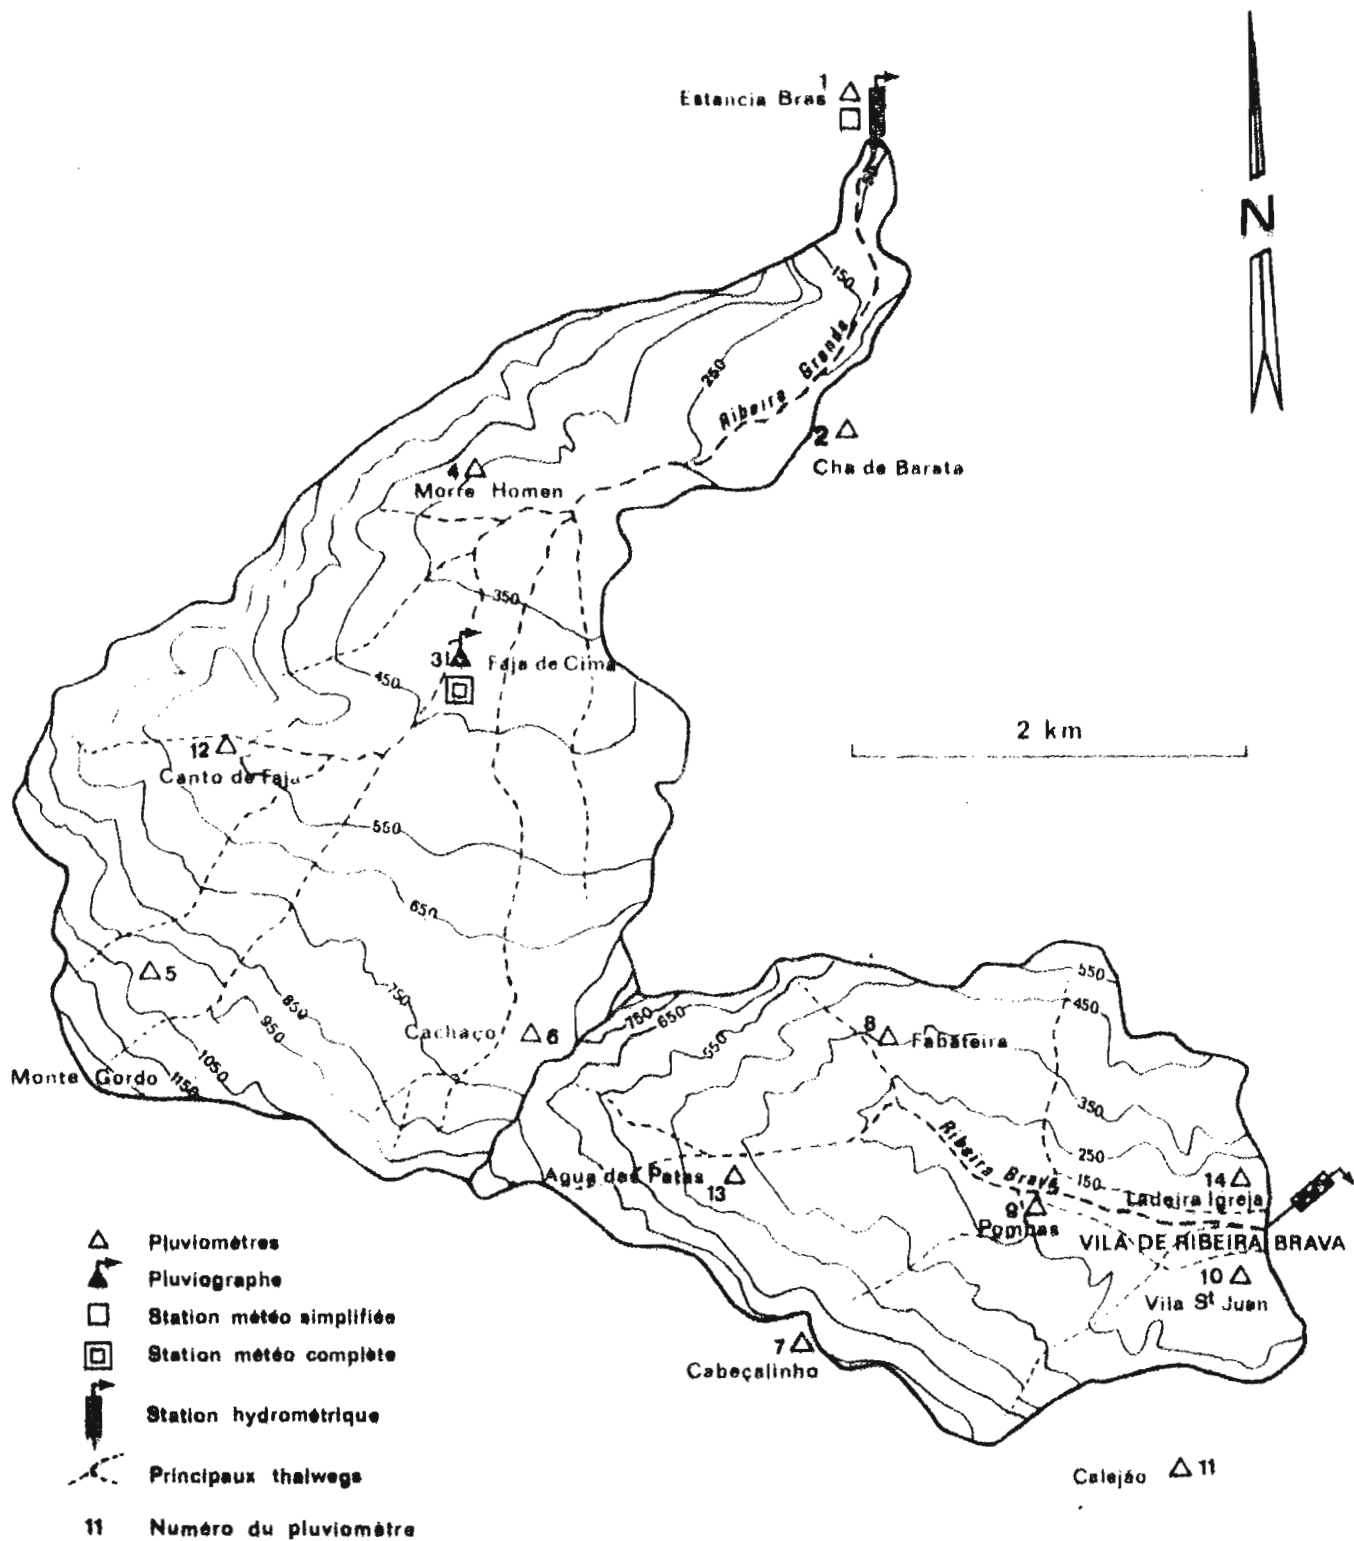 1
Estancia Bras
50
N
150
250
Ribeira Grande
2
Cha de Barata
4
Morre Homen
350
3
Faja de Cima
450
2 km
12
Canto de Faja
550
650
5
750
850
950
Cachaço
6
1050
1150
Monte Gordo
750
650
550
550
450
8
Fabateira
350
Ribeira Brava
250
150
14
Ladeira Igreja
Agua das Patas
13
9
Pombas
VILA DE RIBEIRA BRAVA
10
Vila St Juan
7
Cabeçalinho
Calejáo
11
Pluviomètres
Pluviographe
Station météo simplifiée
Station météo complète
Station hydrométrique
Principaux thalwegs
11 Numéro du pluviomètre